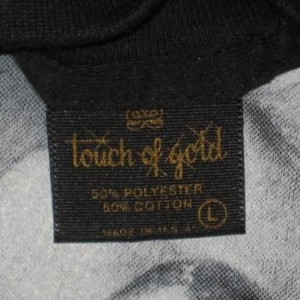 touch of gold
50% POLYESTER
50% COTTON
L
MADE IN U.S.A.